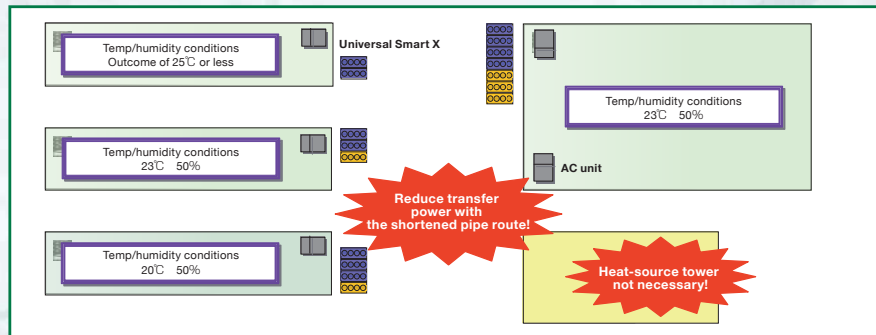 Temp/humidity conditions
Outcome of 25℃ or less
Universal Smart X
Temp/humidity conditions
23℃ 50%
Temp/humidity conditions
20℃ 50%
Reduce transfer
power with
the shortened pipe route!
Temp/humidity conditions
23℃ 50%
AC unit
Heat-source tower
not necessary!